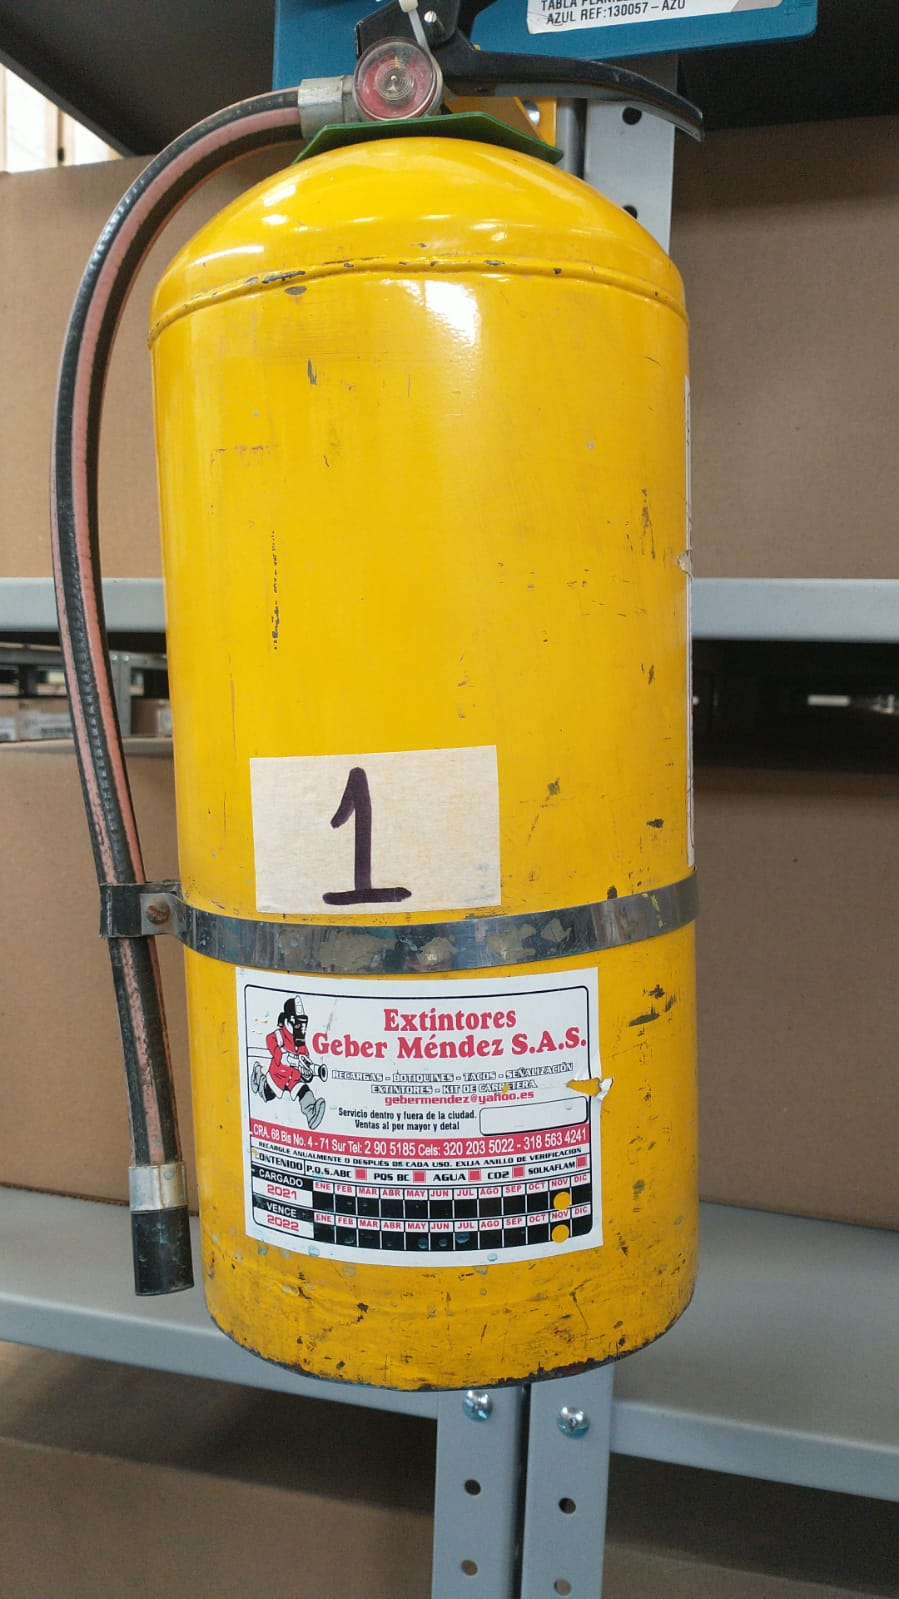 AZUL REF:130057 – AZU
1
Extintores
Geber Méndez S.A.S.
RECARGAS - BOTIQUINES - TACOS - SEÑALIZACIÓN
EXTINTORES - KIT DE CARRETERA
gebermendez@yahoo.es
Servicio dentro y fuera de la ciudad.
Ventas al por mayor y detal
CRA. 68 Bis No. 4 - 71 Sur Tel: 2 90 5185 Cels: 320 203 5022 - 318 563 4241
RECARGUE ANUALMENTE O DESPUÉS DE CADA USO. EXIJA ANILLO DE VERIFICACION
CONTENIDO P.Q.S.ABC PQS BC AGUA CO2 SOLKAFLAM
CARGADO ENE FEB MAR ABR MAY JUN JUL AGO SEP OCT NOV DIC
2021
VENCE ENE FEB MAR ABR MAY JUN JUL AGO SEP OCT NOV DIC
2022